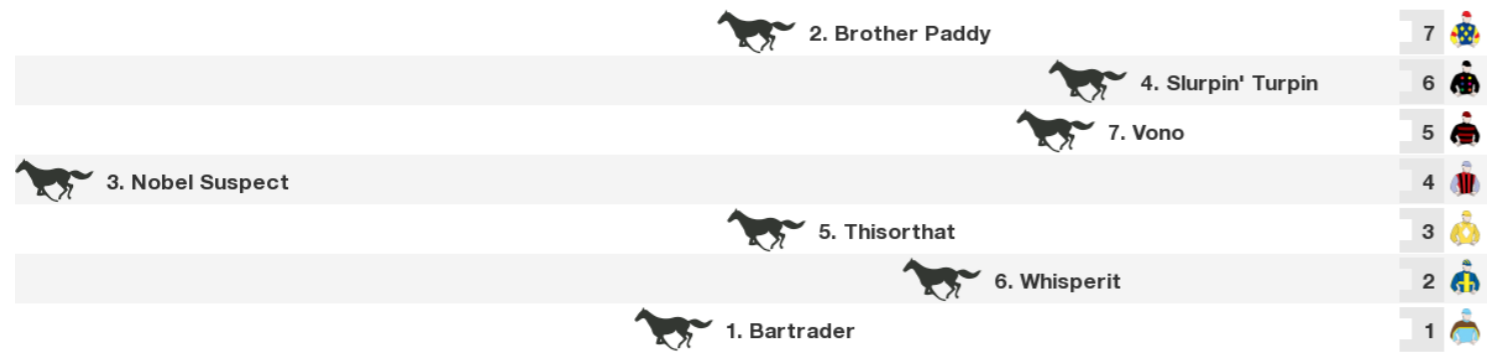 2. Brother Paddy 7
4. Slurpin' Turpin 6
7. Vono 5
3. Nobel Suspect 4
5. Thisorthat 3
6. Whisperit 2
1. Bartrader 1